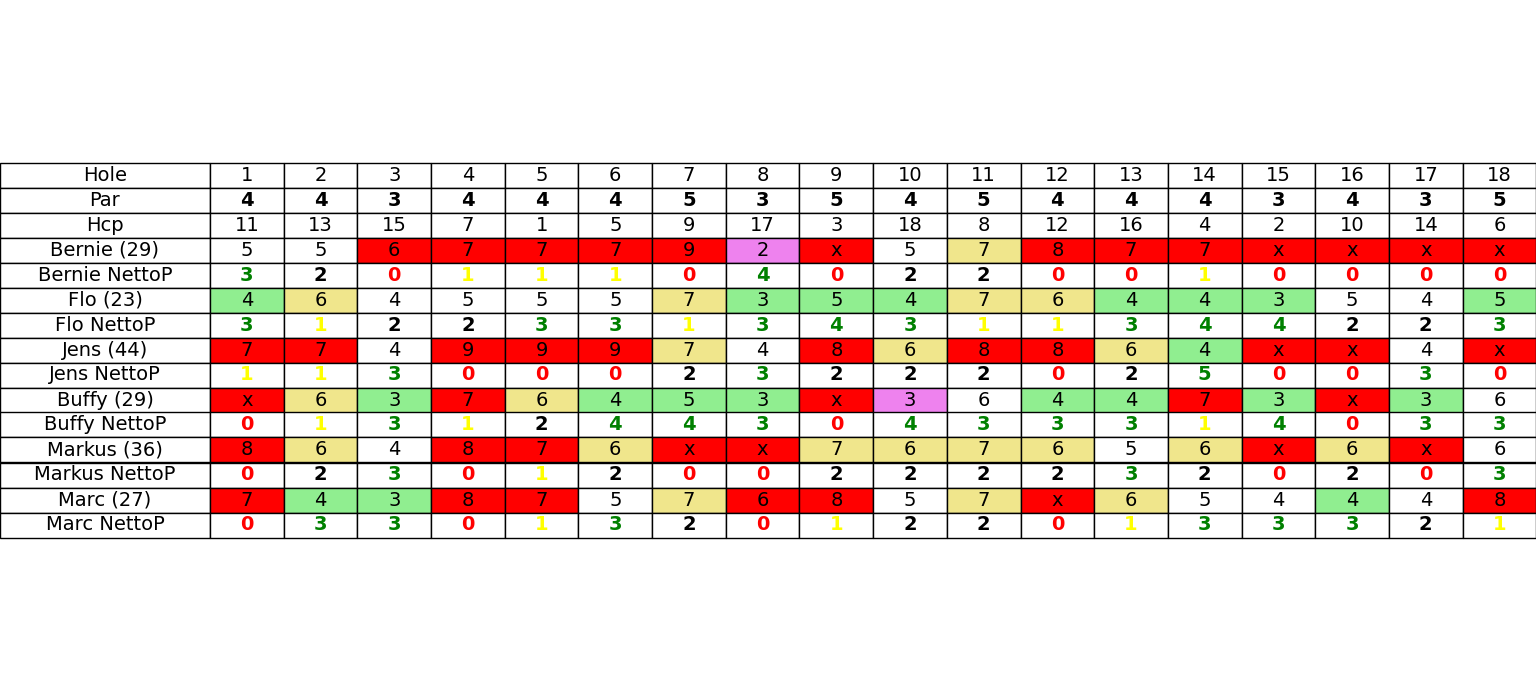 Hole 1 2 3 4 5 6 7 8 9 10 11 12 13 14 15 16 17 18
Par 4 4 3 4 4 4 5 3 5 4 5 4 4 4 3 4 3 5
Hcp 11 13 15 7 1 5 9 17 3 18 8 12 16 4 2 10 14 6
Bernie (29) 5 5 6 7 7 7 9 2 x 5 7 8 7 7 x x x x
Bernie NettoP 3 2 0 1 1 1 0 4 0 2 2 0 0 1 0 0 0 0
Flo (23) 4 6 4 5 5 5 7 3 5 4 7 6 4 4 3 5 4 5
Flo NettoP 3 1 2 2 3 3 1 3 4 3 1 1 3 4 4 2 2 3
Jens (44) 7 7 4 9 9 9 7 4 8 6 8 8 6 4 x x 4 x
Jens NettoP 1 1 3 0 0 0 2 3 2 2 2 0 2 5 0 0 3 0
Buffy (29) x 6 3 7 6 4 5 3 x 3 6 4 4 7 3 x 3 6
Buffy NettoP 0 1 3 1 2 4 4 3 0 4 3 3 3 1 4 0 3 3
Markus (36) 8 6 4 8 7 6 x x 7 6 7 6 5 6 x 6 x 6
Markus NettoP 0 2 3 0 1 2 0 0 2 2 2 2 3 2 0 2 0 3
Marc (27) 7 4 3 8 7 5 7 6 8 5 7 x 6 5 4 4 4 8
Marc NettoP 0 3 3 0 1 3 2 0 1 2 2 0 1 3 3 3 2 1